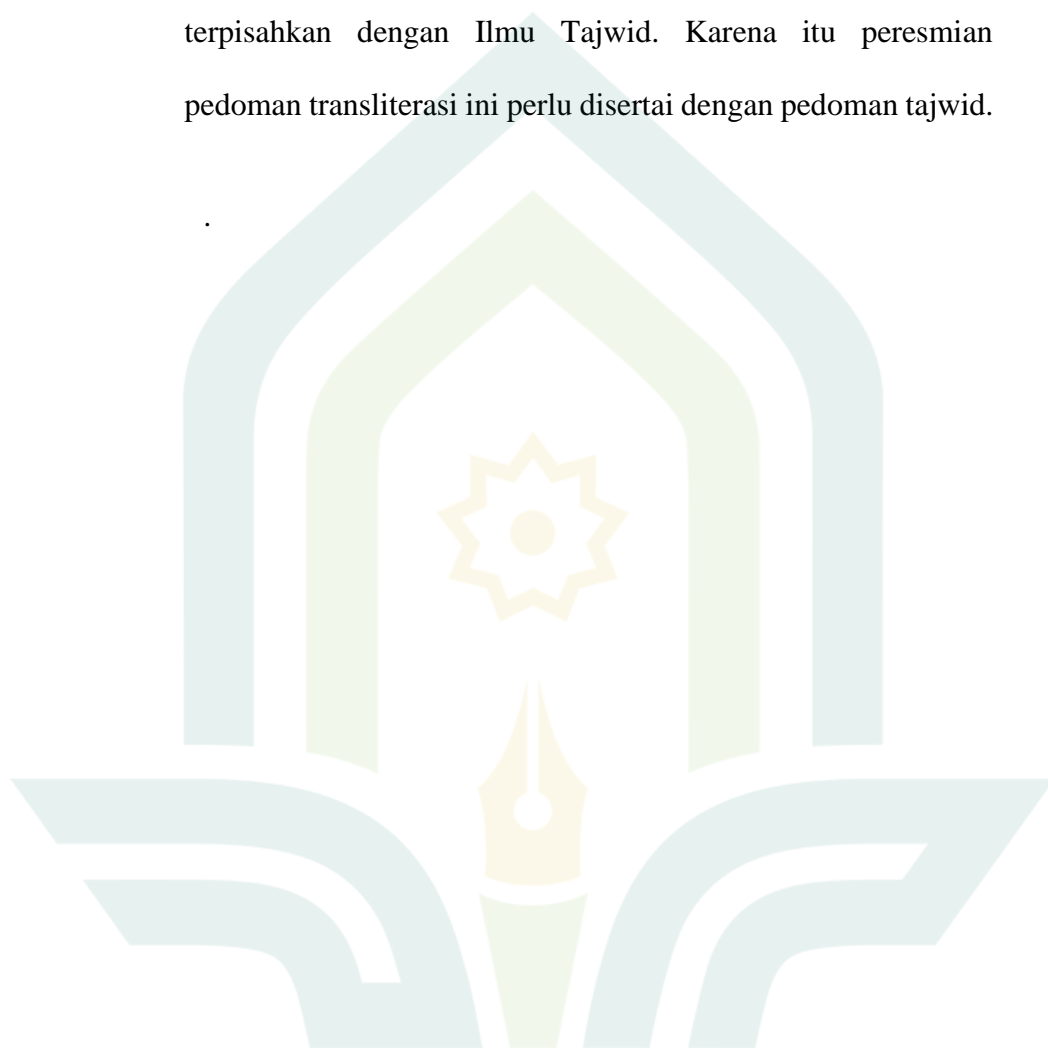 terpisahkan dengan Ilmu Tajwid. Karena itu peresmian
pedoman transliterasi ini perlu disertai dengan pedoman tajwid.
.